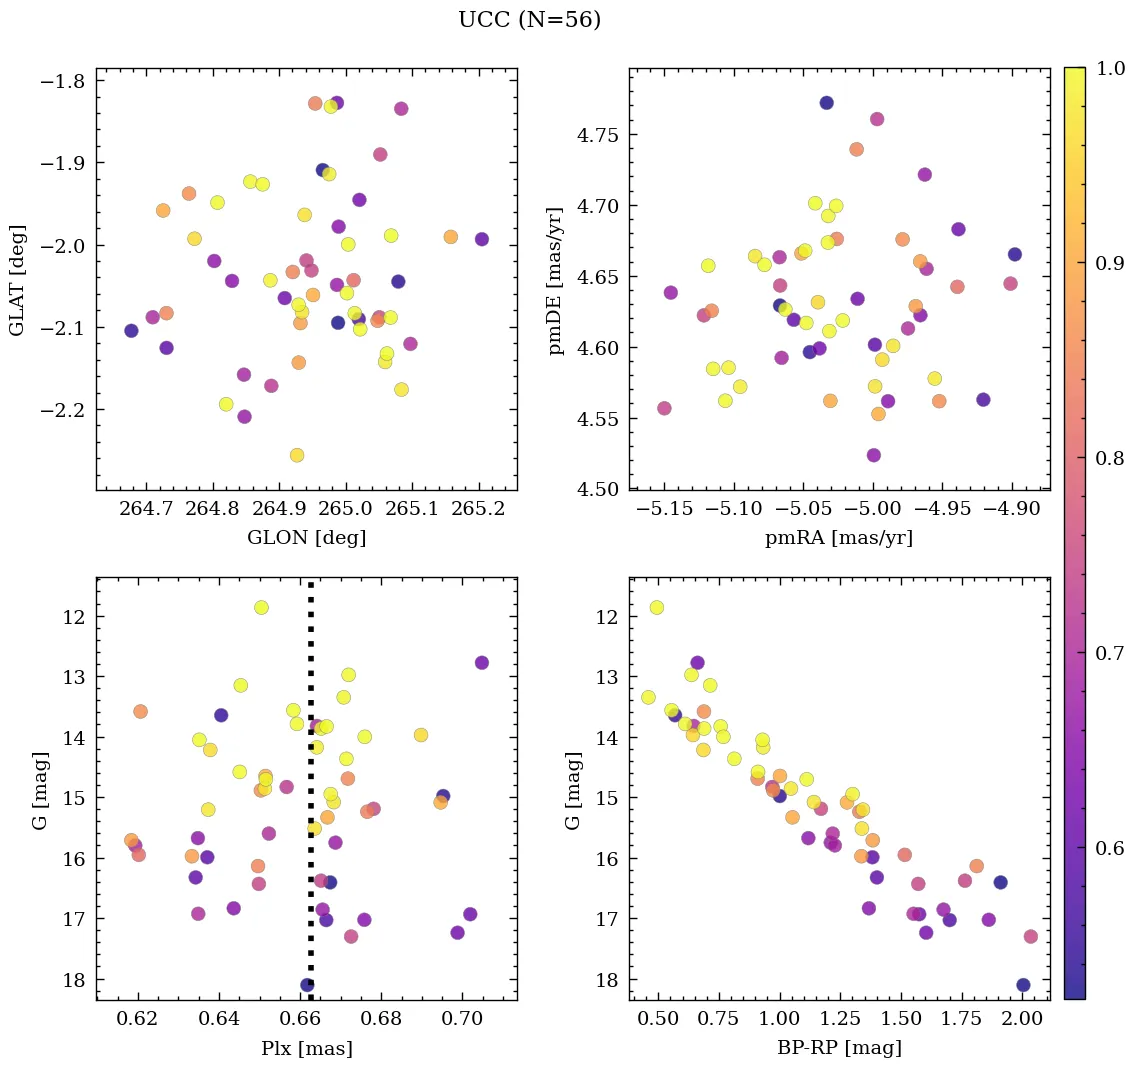 UCC (N=56)
−1.8
−1.9
−2.0
−2.1
−2.2
GLAT [deg]
264.7 264.8 264.9 265.0 265.1 265.2
GLON [deg]
4.75
4.70
4.65
4.60
4.55
4.50
pmDE [mas/yr]
−5.15 −5.10 −5.05 −5.00 −4.95 −4.90
pmRA [mas/yr]
12
13
14
15
16
17
18
G [mag]
0.62 0.64 0.66 0.68 0.70
Plx [mas]
12
13
14
15
16
17
18
G [mag]
0.50 0.75 1.00 1.25 1.50 1.75 2.00
BP-RP [mag]
1.0
0.9
0.8
0.7
0.6